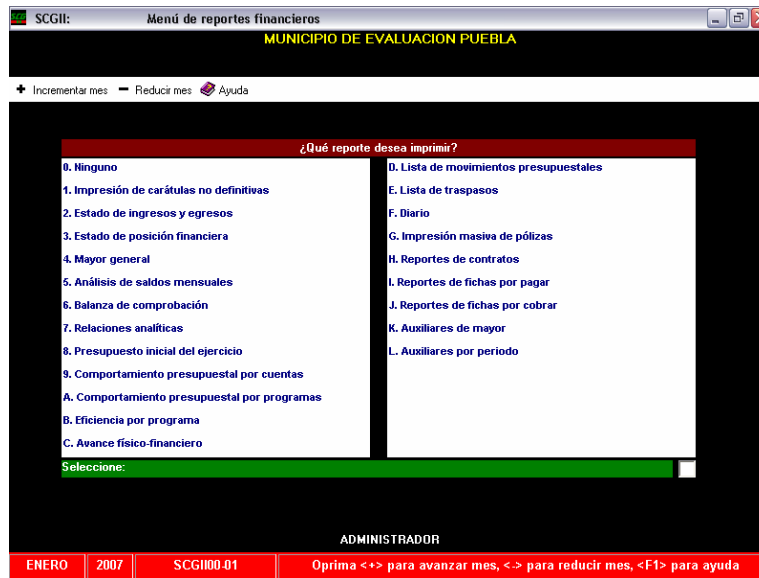 SCGII: Menú de reportes financieros
MUNICIPIO DE EVALUACION PUEBLA
+ Incrementar mes - Reducir mes Ayuda
¿Qué reporte desea imprimir?
0. Ninguno
1. Impresión de carátulas no definitivas
2. Estado de ingresos y egresos
3. Estado de posición financiera
4. Mayor general
5. Análisis de saldos mensuales
6. Balanza de comprobación
7. Relaciones analíticas
8. Presupuesto inicial del ejercicio
9. Comportamiento presupuestal por cuentas
A. Comportamiento presupuestal por programas
B. Eficiencia por programa
C. Avance físico-financiero
D. Lista de movimientos presupuestales
E. Lista de traspasos
F. Diario
G. Impresión masiva de pólizas
H. Reportes de contratos
I. Reportes de fichas por pagar
J. Reportes de fichas por cobrar
K. Auxiliares de mayor
L. Auxiliares por periodo
Seleccione:
ADMINISTRADOR
ENERO 2007 SCGII00-01 Oprima <+> para avanzar mes, <-> para reducir mes, <F1> para ayuda